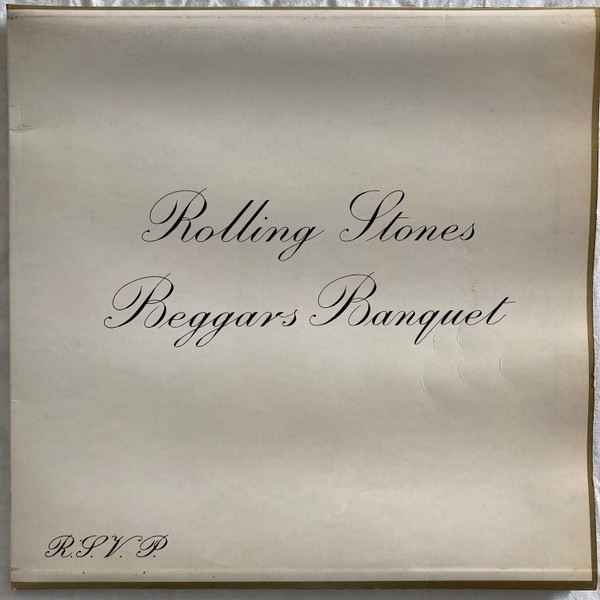 Rolling Stones
Beggars Banquet
R.S.V.P.